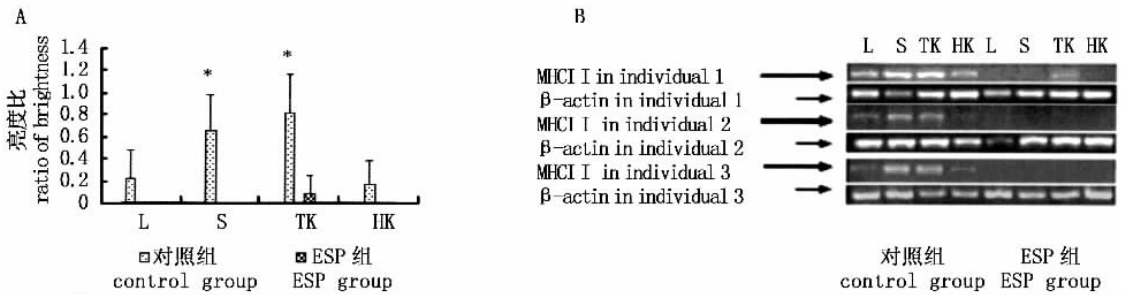 A
亮度比
ratio of brightness
1.4
1.2
1.0
0.8
0.6
0.4
0.2
0
*
*
L S TK HK
对照组 ESP 组
control group ESP group
B
L S TK HK L S TK HK
MHCI I in individual 1
β-actin in individual 1
MHCI I in individual 2
β-actin in individual 2
MHCI I in individual 3
β-actin in individual 3
对照组 ESP 组
control group ESP group